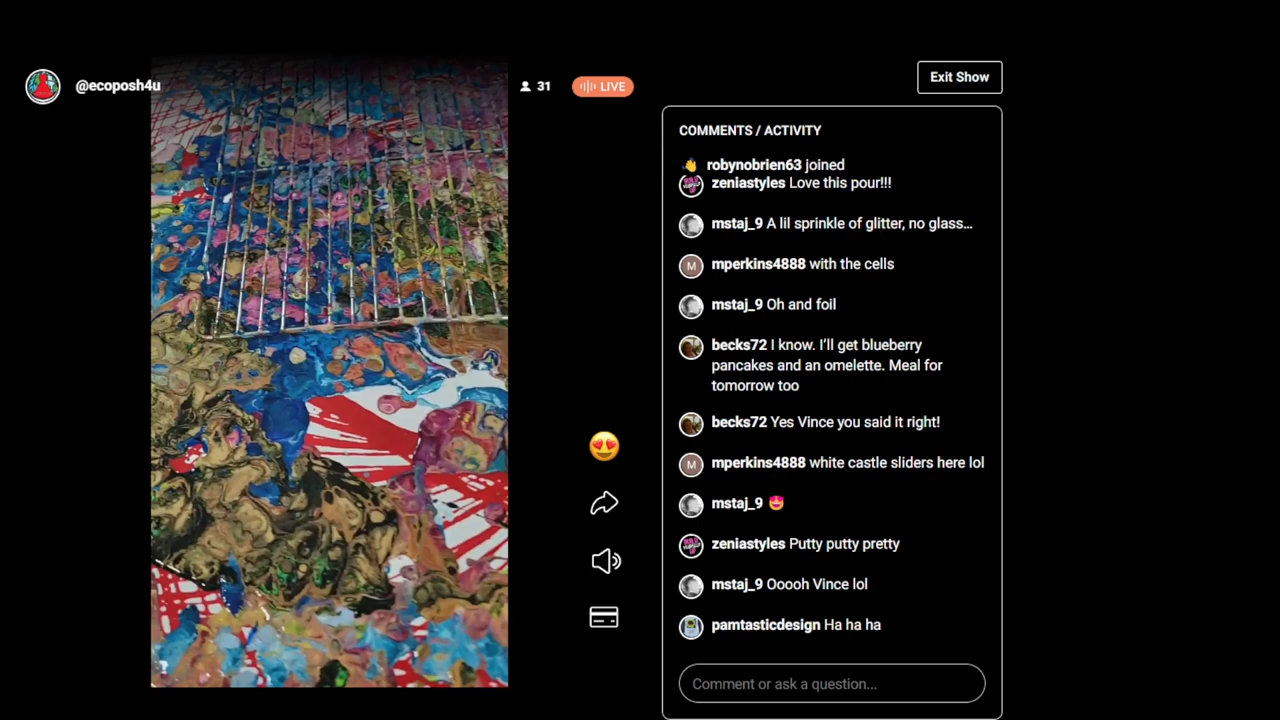 @ecoposh4u
31
LIVE
Exit Show
COMMENTS / ACTIVITY
robynobrien63 joined
zeniastyles Love this pour!!!
mstaj_9 A lil sprinkle of glitter, no glass...
mperkins4888 with the cells
mstaj_9 Oh and foil
becks72 I know. I'll get blueberry
pancakes and an omelette. Meal for
tomorrow too
becks72 Yes Vince you said it right!
M mperkins4888 white castle sliders here lol
mstaj_9 🤩
zeniastyles Putty putty pretty
mstaj_9 Ooooh Vince lol
pamtasticdesign Ha ha ha
Comment or ask a question...